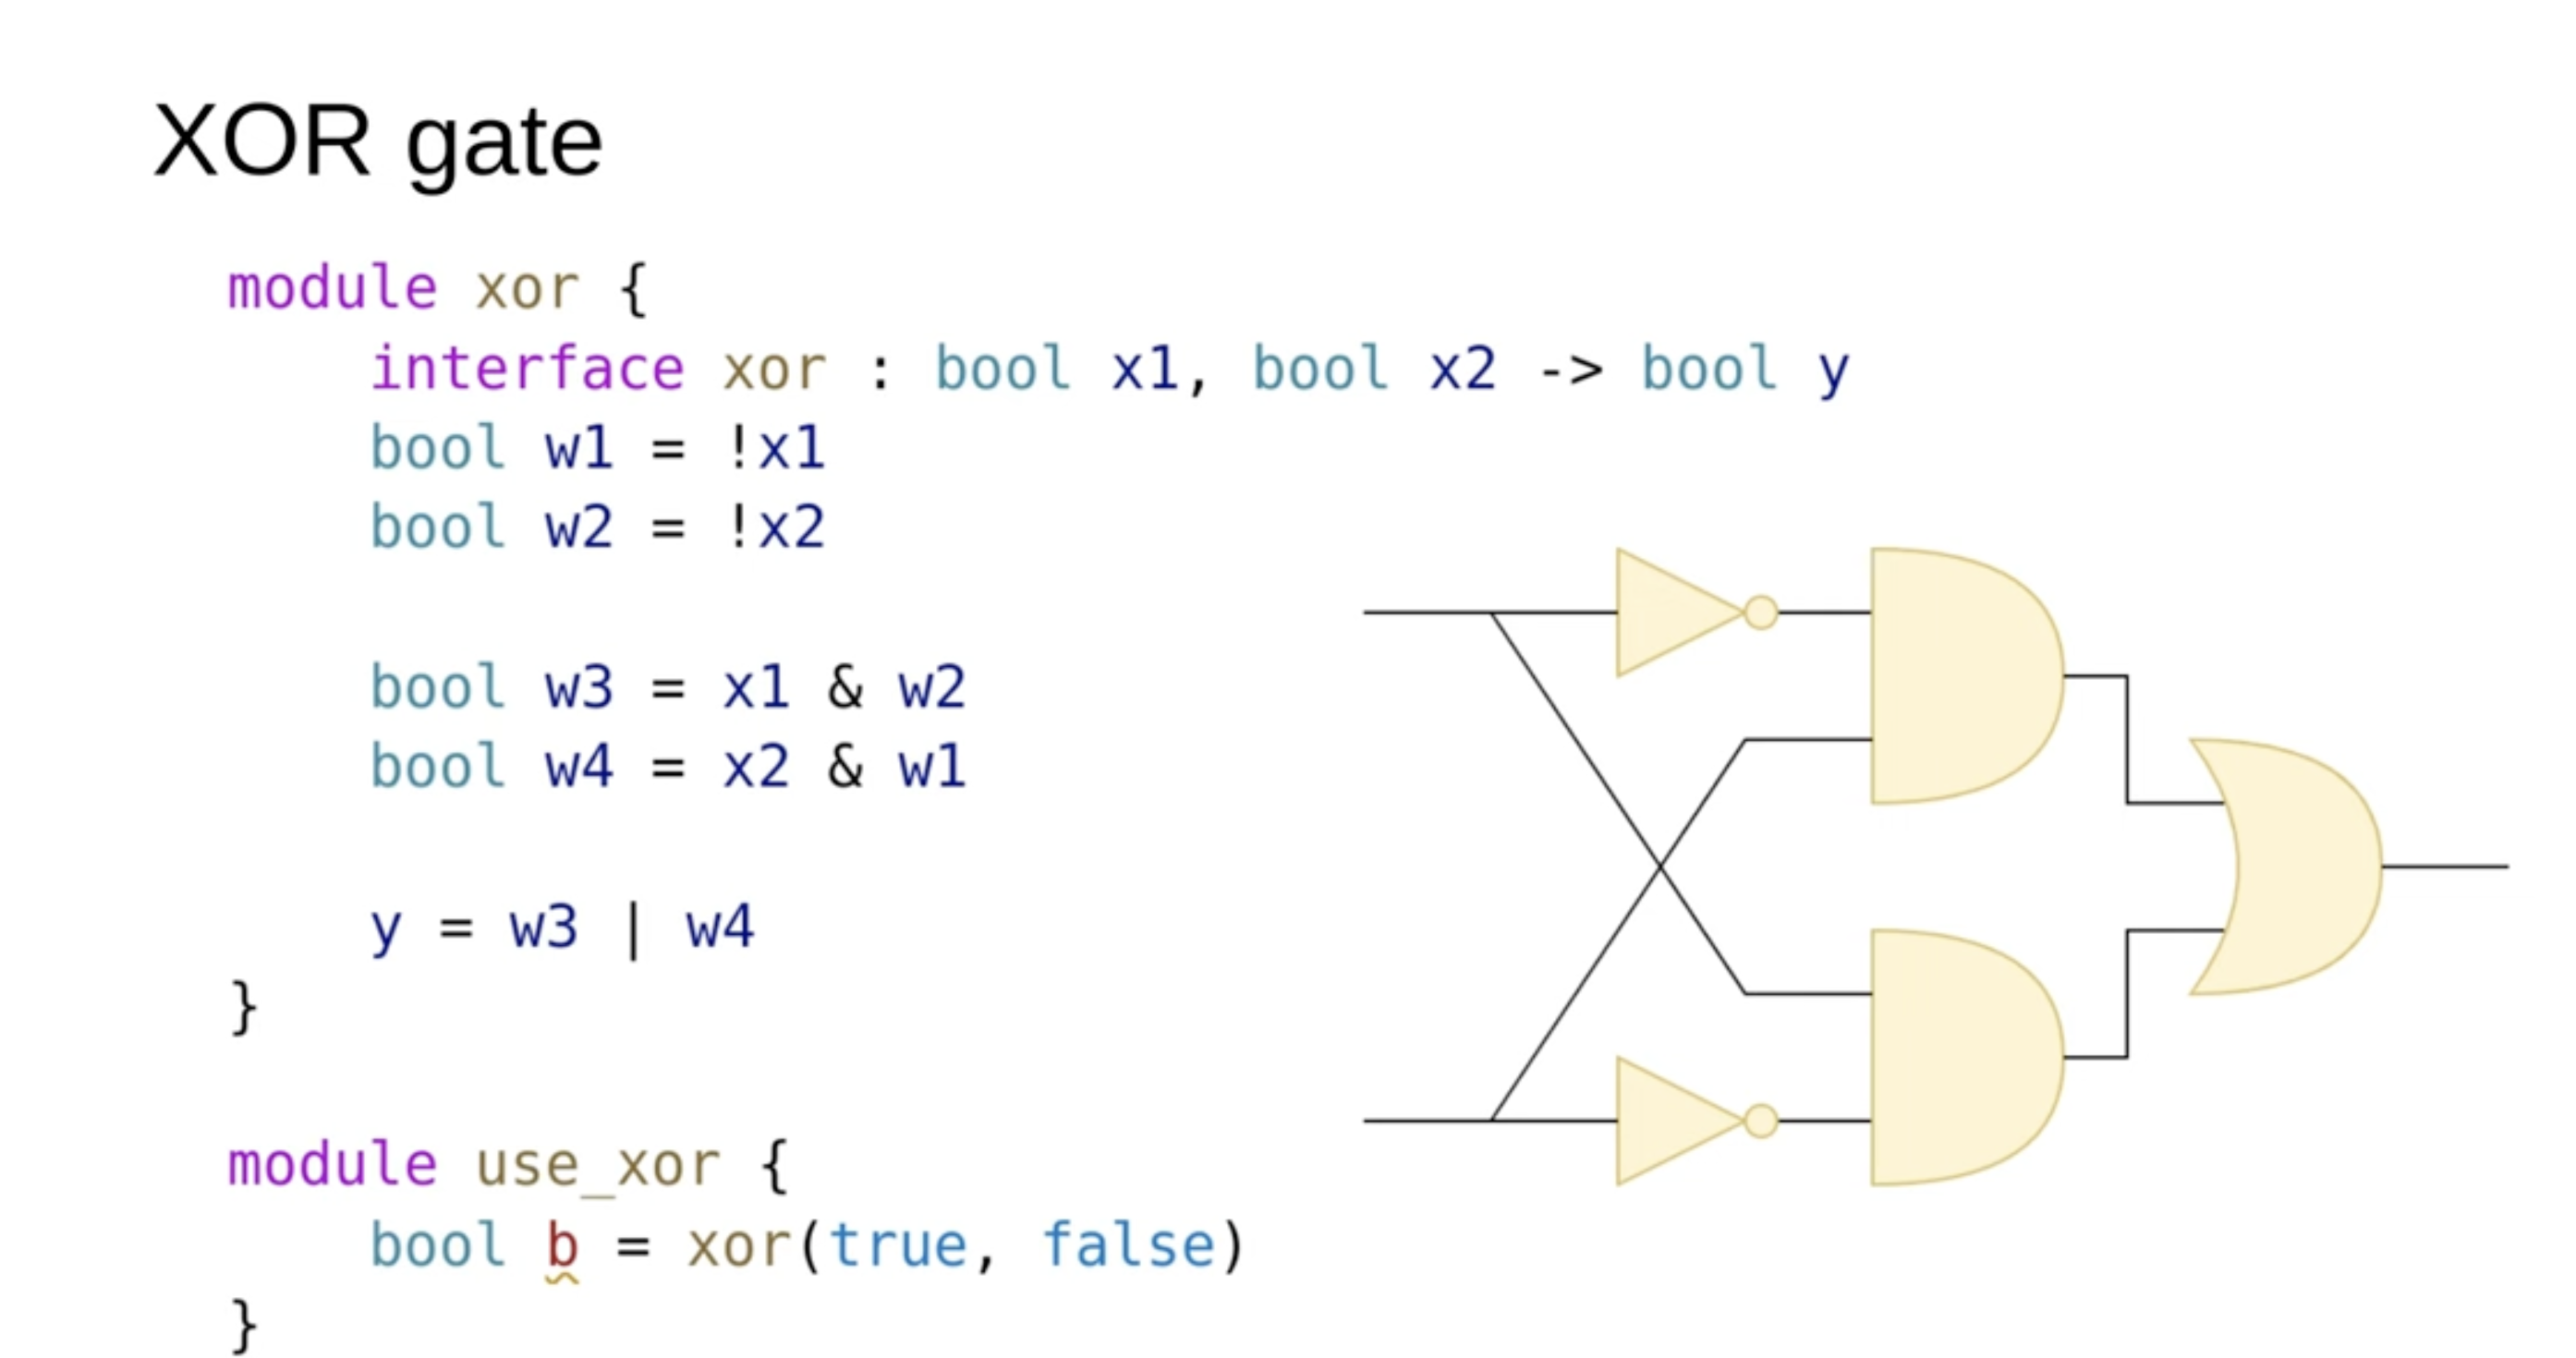 XOR gate
module xor {
    interface xor : bool x1, bool x2 -> bool y
    bool w1 = !x1
    bool w2 = !x2
    bool w3 = x1 & w2
    bool w4 = x2 & w1
    y = w3 | w4
}
module use_xor {
    bool b = xor(true, false)
}